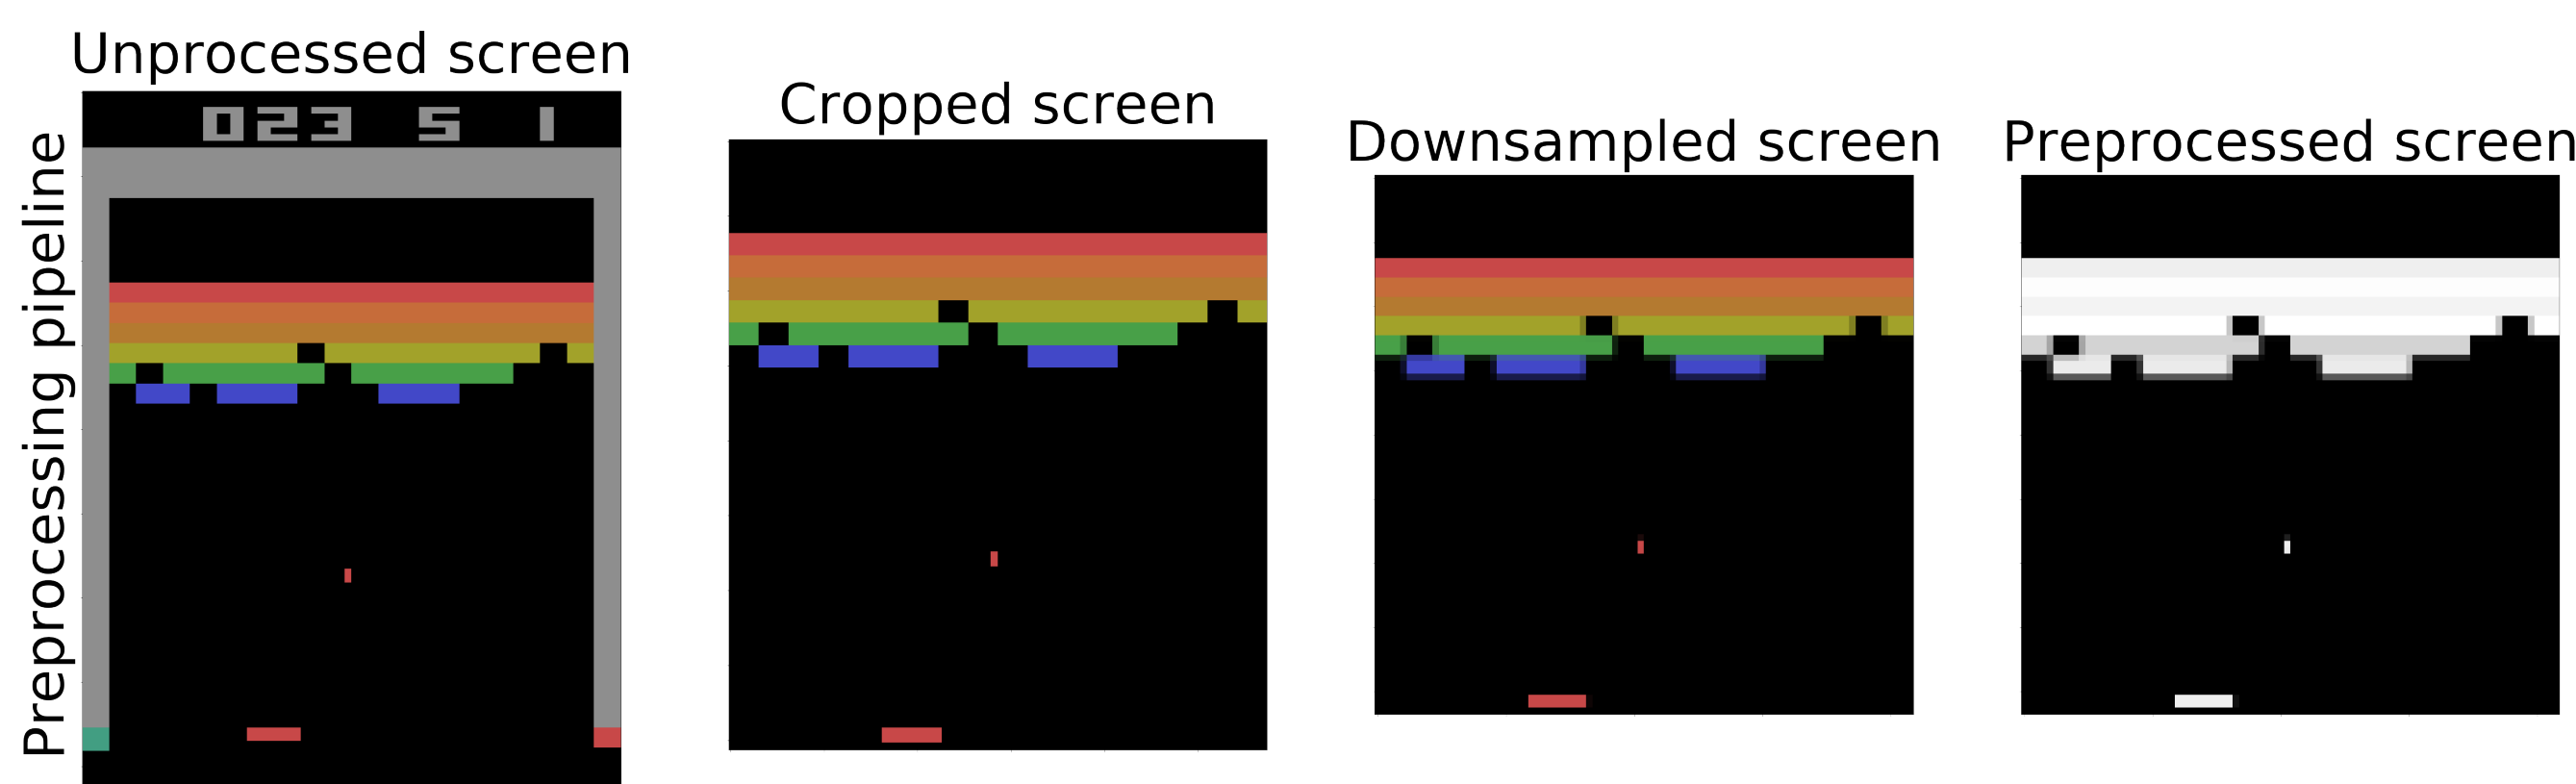 Preprocessing pipeline
Unprocessed screen
023 5 1
Cropped screen
Downsampled screen
Preprocessed screen